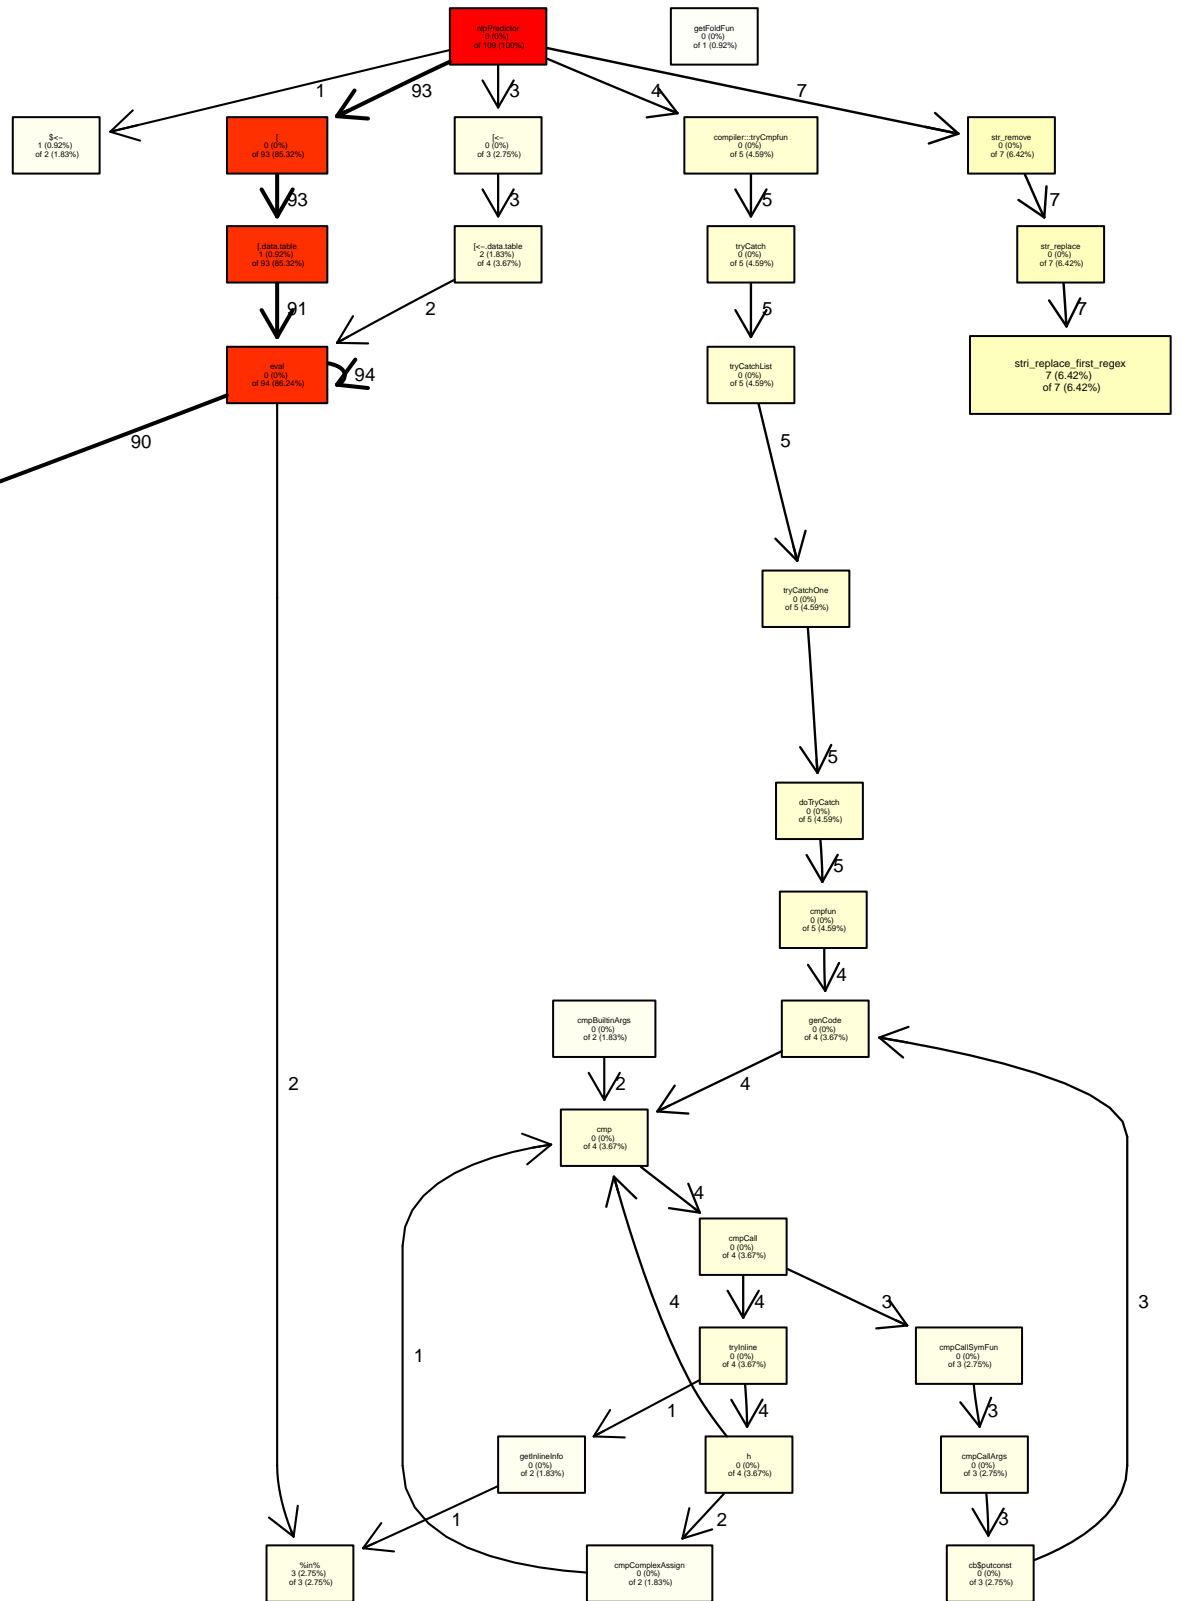 nlpPredictor
0 (0%)
of 109 (100%)
getFoldFun
0 (0%)
of 1 (0.92%)
1
93
3
4
7
$<−
1 (0.92%)
of 2 (1.83%)
[
0 (0%)
of 93 (85.32%)
[<−
0 (0%)
of 3 (2.75%)
compiler:::tryCmpfun
0 (0%)
of 5 (4.59%)
str_remove
0 (0%)
of 7 (6.42%)
93
3
5
7
[.data.table
1 (0.92%)
of 93 (85.32%)
[<−.data.table
2 (1.83%)
of 4 (3.67%)
tryCatch
0 (0%)
of 5 (4.59%)
str_replace
0 (0%)
of 7 (6.42%)
91
2
5
7
eval
0 (0%)
of 94 (86.24%)
94
tryCatchList
0 (0%)
of 5 (4.59%)
stri_replace_first_regex
7 (6.42%)
of 7 (6.42%)
90
5
tryCatchOne
0 (0%)
of 5 (4.59%)
5
doTryCatch
0 (0%)
of 5 (4.59%)
5
cmpfun
0 (0%)
of 5 (4.59%)
4
cmpBuiltinArgs
0 (0%)
of 2 (1.83%)
genCode
0 (0%)
of 4 (3.67%)
2
2
4
cmp
0 (0%)
of 4 (3.67%)
4
cmpCall
0 (0%)
of 4 (3.67%)
4
4
3
3
tryInline
0 (0%)
of 4 (3.67%)
cmpCallSymFun
0 (0%)
of 3 (2.75%)
1
1
4
3
getInlineInfo
0 (0%)
of 2 (1.83%)
h
0 (0%)
of 4 (3.67%)
cmpCallArgs
0 (0%)
of 3 (2.75%)
1
2
3
%in%
3 (2.75%)
of 3 (2.75%)
cmpComplexAssign
0 (0%)
of 2 (1.83%)
cb$putconst
0 (0%)
of 3 (2.75%)